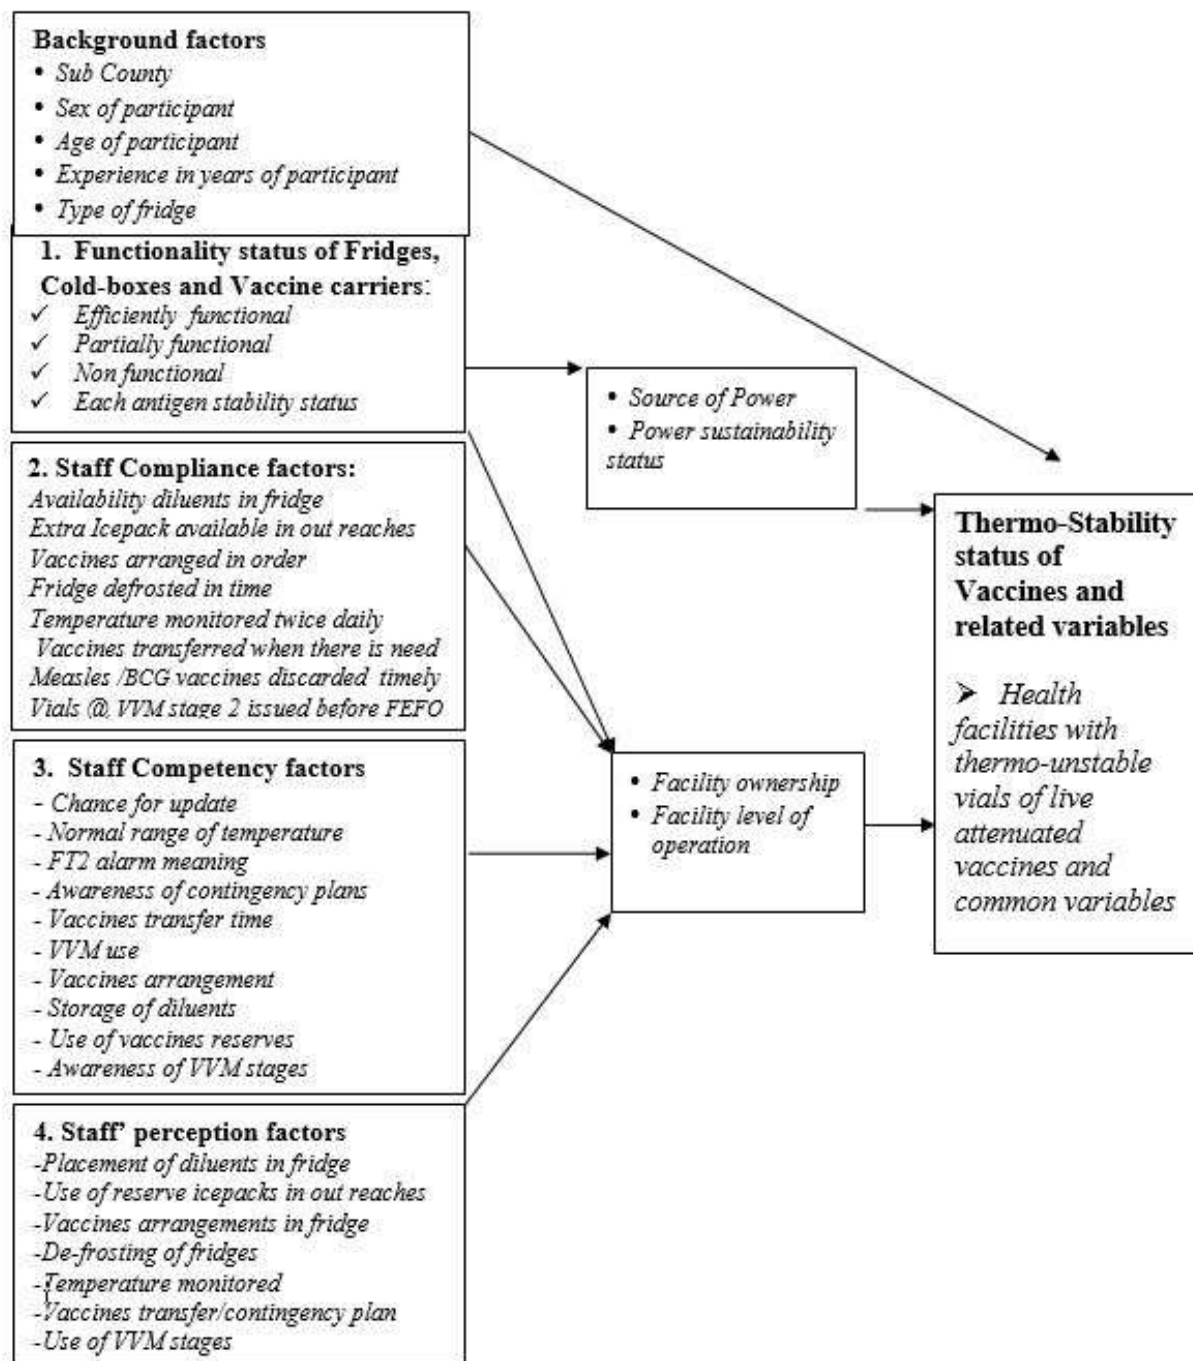 Background factors
• Sub County
• Sex of participant
• Age of participant
• Experience in years of participant
• Type of fridge
1. Functionality status of Fridges,
Cold-boxes and Vaccine carriers:
✓ Efficiently functional
✓ Partially functional
✓ Non functional
✓ Each antigen stability status
2. Staff Compliance factors:
Availability diluents in fridge
Extra Icepack available in out reaches
Vaccines arranged in order
Fridge defrosted in time
Temperature monitored twice daily
Vaccines transferred when there is need
Measles /BCG vaccines discarded timely
Vials @ VVM stage 2 issued before FEFO
3. Staff Competency factors
- Chance for update
- Normal range of temperature
- FT2 alarm meaning
- Awareness of contingency plans
- Vaccines transfer time
- VVM use
- Vaccines arrangement
- Storage of diluents
- Use of vaccines reserves
- Awareness of VVM stages
4. Staff' perception factors
-Placement of diluents in fridge
-Use of reserve icepacks in out reaches
-Vaccines arrangements in fridge
-De-frosting of fridges
-Temperature monitored
-Vaccines transfer/contingency plan
-Use of VVM stages
• Source of Power
• Power sustainability
status
• Facility ownership
• Facility level of
operation
Thermo-Stability
status of
Vaccines and
related variables
➤ Health
facilities with
thermo-unstable
vials of live
attenuated
vaccines and
common variables